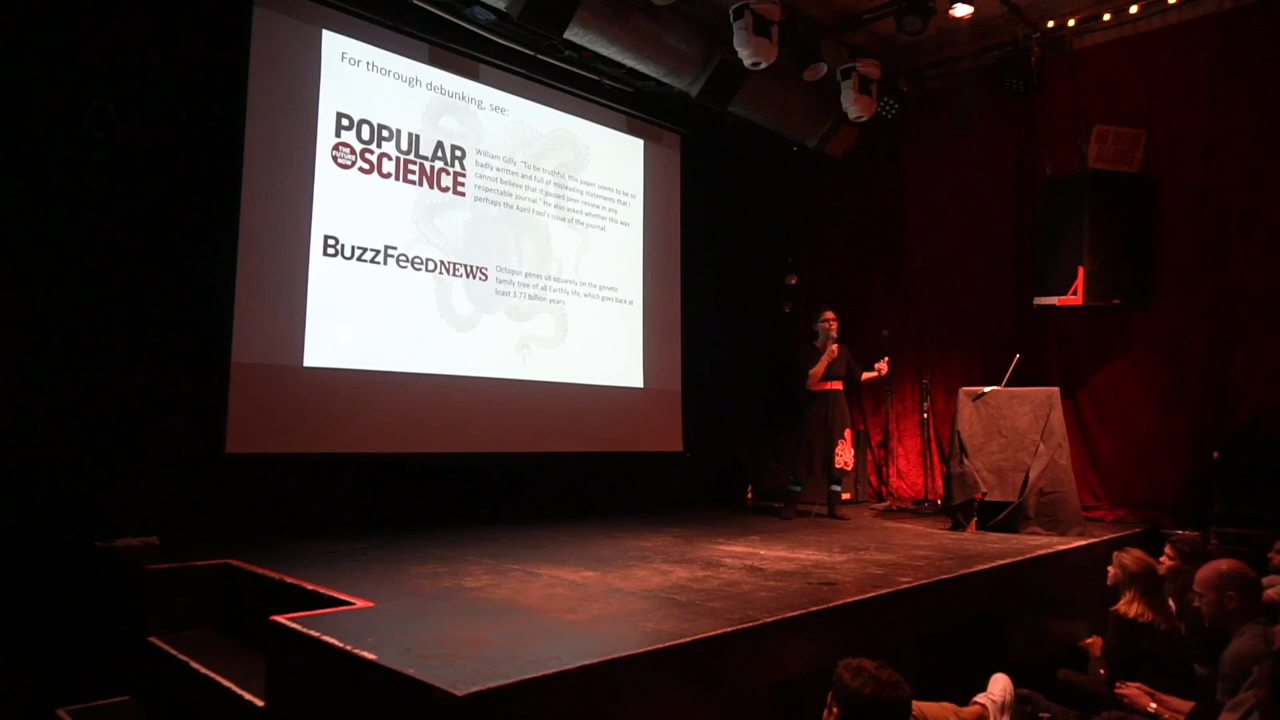 For thorough debunking, see:
POPULAR
THE
FUTURE
NOW
SCIENCE
William Gilly: "To be truthful, this paper seems to be so
badly written and full of misleading statements that I
cannot believe that it passed peer-review in any
respectable journal." He also asked whether this was
perhaps the April Fool's issue of the journal.
BuzzFeedNEWS
Octopus genes sit squarely on the genetic
family tree of all Earthly life, which goes back at
least 3.77 billion years.